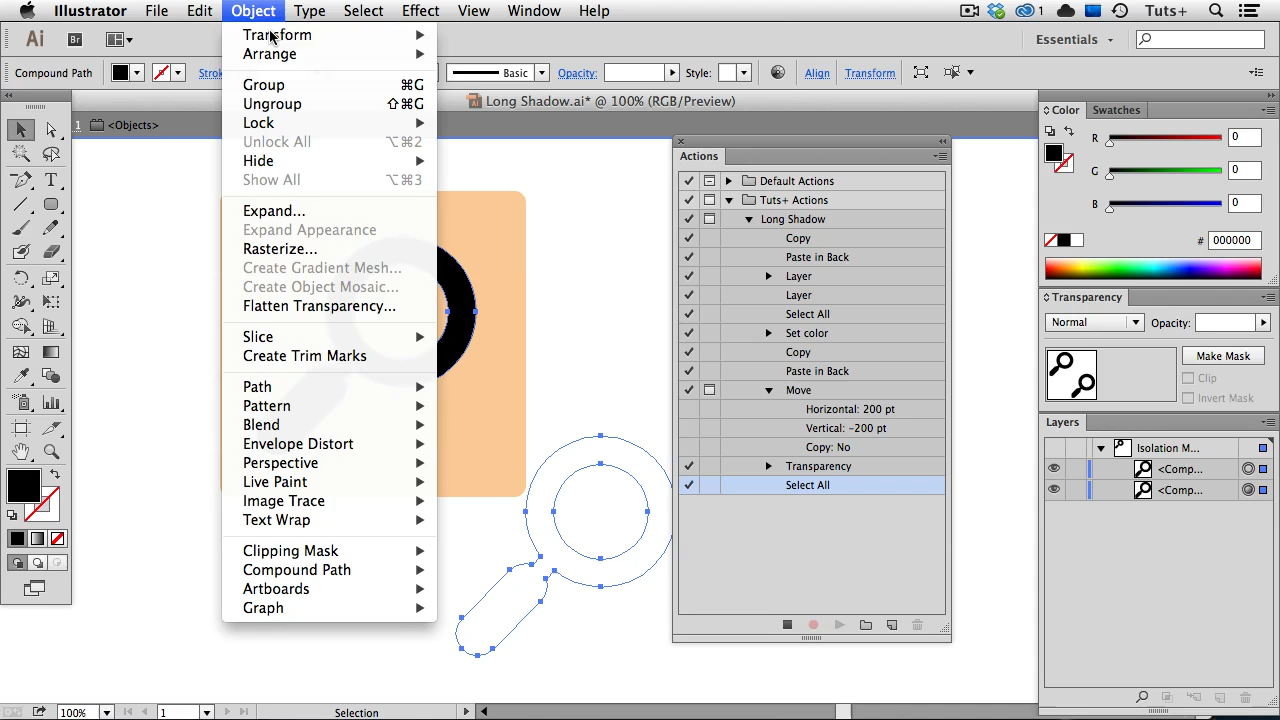 Illustrator File Edit Object Type Select Effect View Window Help 1 Tuts+
Ai Br Essentials
Compound Path Strok Basic Opacity: Style: Align Transform
Long Shadow.ai* @ 100% (RGB/Preview)
1 <Objects>
Transform
Arrange
Group ⌘G
Ungroup ⇧⌘G
Lock
Unlock All ⌥⌘2
Hide
Show All ⌥⌘3
Expand...
Expand Appearance
Rasterize...
Create Gradient Mesh...
Create Object Mosaic...
Flatten Transparency...
Slice
Create Trim Marks
Path
Pattern
Blend
Envelope Distort
Perspective
Live Paint
Image Trace
Text Wrap
Clipping Mask
Compound Path
Artboards
Graph
Actions
Default Actions
Tuts+ Actions
Long Shadow
Copy
Paste in Back
Layer
Layer
Select All
Set color
Copy
Paste in Back
Move
Horizontal: 200 pt
Vertical: -200 pt
Copy: No
Transparency
Select All
Color Swatches
R 0
G 0
B 0
# 000000
Transparency
Normal Opacity:
Make Mask
Clip
Invert Mask
Layers
Isolation M...
<Comp...
<Comp...
100% 1 Selection